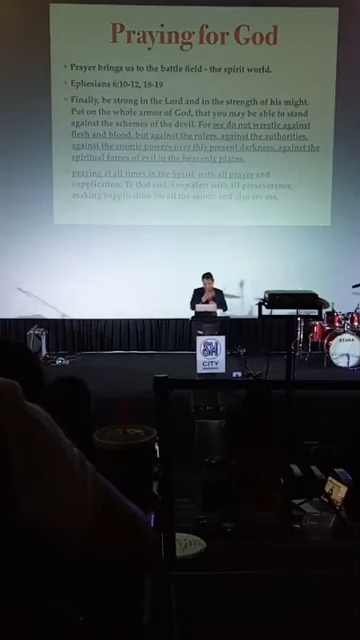 Praying for God
Prayer brings us to the battle field - the spirit world.
Ephesians 6:10-12, 18-19
Finally, be strong in the Lord and in the strength of his might.
Put on the whole armor of God, that you may be able to stand
against the schemes of the devil. For we do not wrestle against
flesh and blood, but against the rulers, against the authorities,
against the cosmic powers over this present darkness, against the
spiritual forces of evil in the heavenly places.
praying at all times in the Spirit, with all prayer and
supplication. To that end, keep alert with all perseverance,
making supplication for all the saints, and also for me,
SM
CITY
TAMA